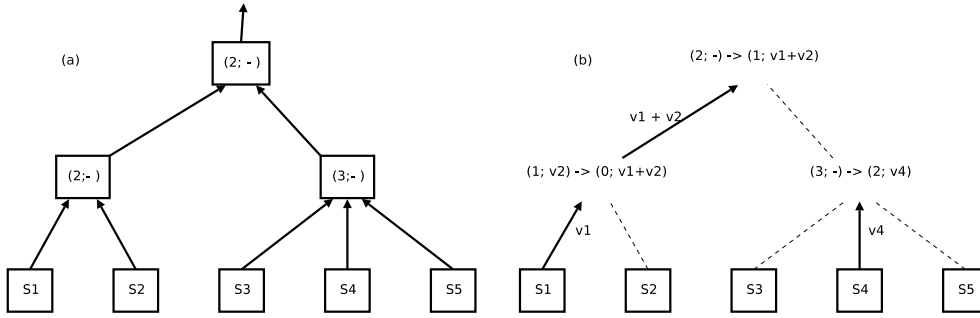 (a)
(2; - )
(2;- )
(3;- )
S1
S2
S3
S4
S5
(b)
(2; -) -> (1; v1+v2)
v1 + v2
(1; v2) -> (0; v1+v2)
(3; -) -> (2; v4)
v1
v4
S1
S2
S3
S4
S5